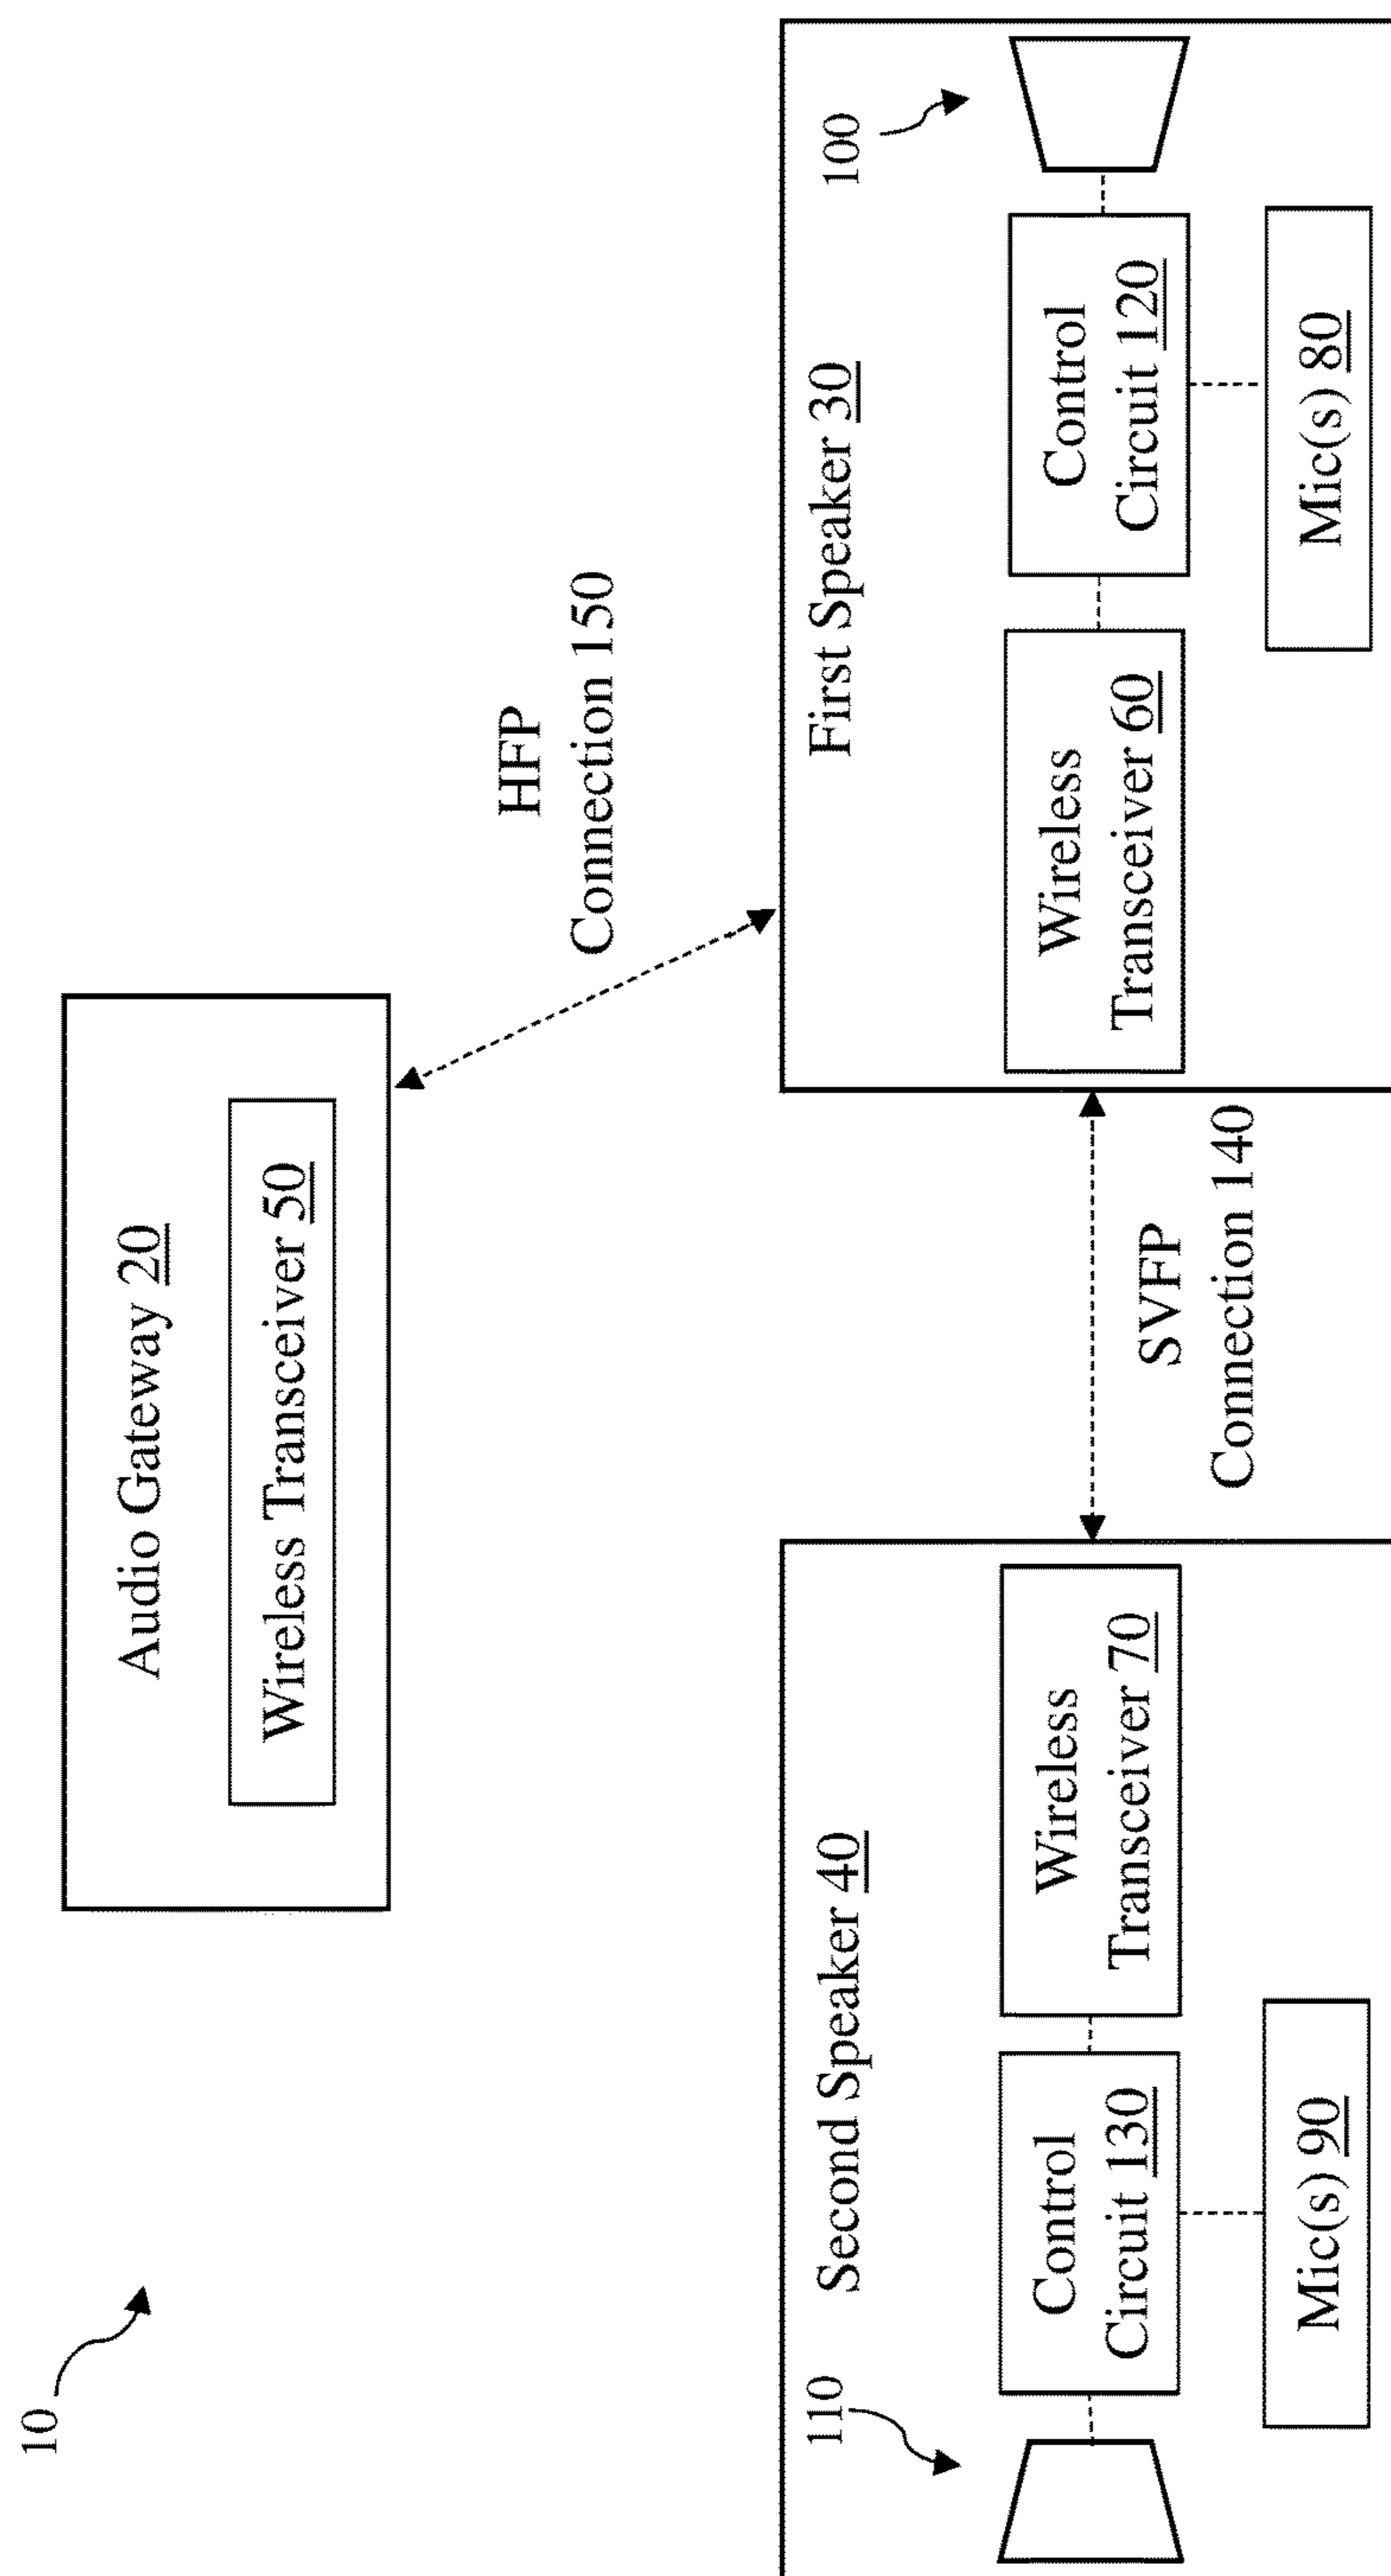 10
Audio Gateway 20
Wireless Transceiver 50
HFP
Connection 150
Second Speaker 40
110
Control
Circuit 130
Wireless
Transceiver 70
Mic(s) 90
SVFP
Connection 140
First Speaker 30
100
Wireless
Transceiver 60
Control
Circuit 120
Mic(s) 80